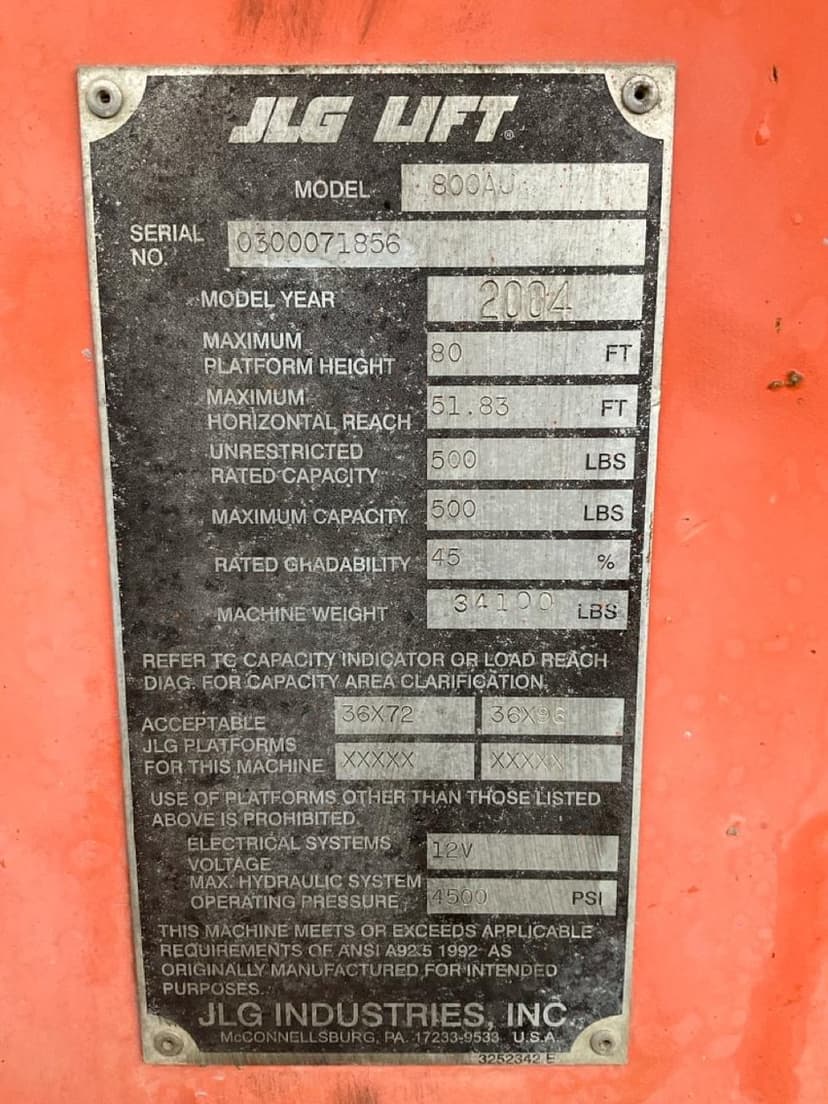 JLG LIFT®
MODEL 800AJ
SERIAL NO. 0300071856
MODEL YEAR 2004
MAXIMUM
PLATFORM HEIGHT 80 FT
MAXIMUM
HORIZONTAL REACH 51.83 FT
UNRESTRICTED
RATED CAPACITY 500 LBS
MAXIMUM CAPACITY 500 LBS
RATED GRADABILITY 45 %
MACHINE WEIGHT 34100 LBS
REFER TO CAPACITY INDICATOR OR LOAD REACH
DIAG. FOR CAPACITY AREA CLARIFICATION
ACCEPTABLE 36X72 36X96
JLG PLATFORMS
FOR THIS MACHINE XXXXX XXXXX
USE OF PLATFORMS OTHER THAN THOSE LISTED
ABOVE IS PROHIBITED.
ELECTRICAL SYSTEMS
VOLTAGE 12V
MAX. HYDRAULIC SYSTEM
OPERATING PRESSURE 4500 PSI
THIS MACHINE MEETS OR EXCEEDS APPLICABLE
REQUIREMENTS OF ANSI A92.5 1992 AS
ORIGINALLY MANUFACTURED FOR INTENDED
PURPOSES.
JLG INDUSTRIES, INC.
McCONNELLSBURG, PA. 17233-9533 U.S.A.
3252342 E